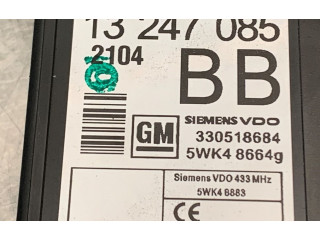 13 247 085
2104
BB
GM
SIEMENS VDO
330518684
5WK4 8664g
Siemens VDO 433 MHz
5WK4 8883
CE